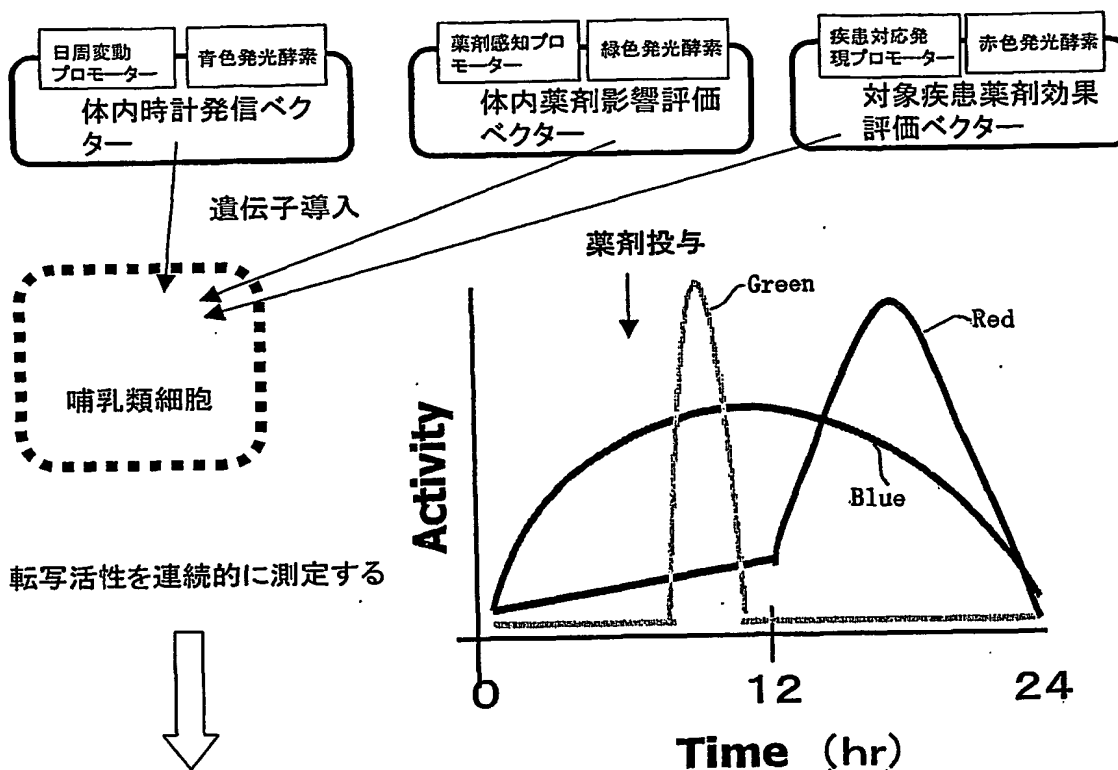 日周変動
プロモーター
青色発光酵素
体内時計発信ベク
ター
薬剤感知プロ
モーター
緑色発光酵素
体内薬剤影響評価
ベクター
疾患対応発
現プロモーター
赤色発光酵素
対象疾患薬剤効果
評価ベクター
遺伝子導入
哺乳類細胞
転写活性を連続的に測定する
薬剤投与
Green
Red
Blue
Activity
0
12
24
Time (hr)